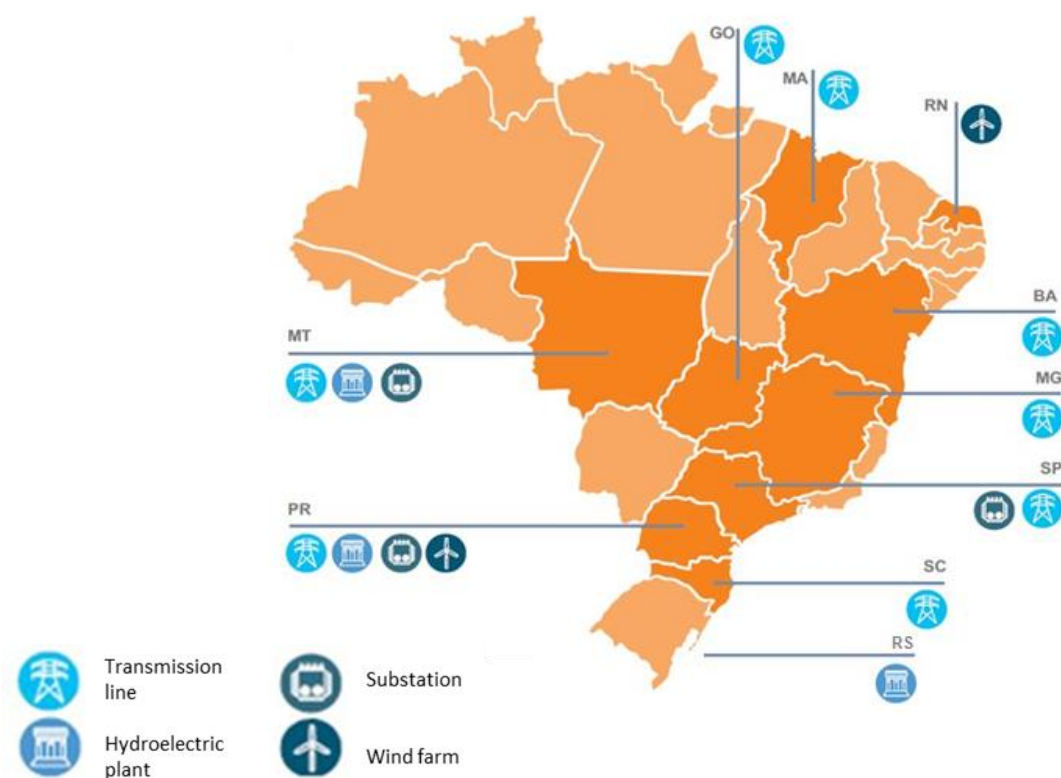 GO
MA
RN
BA
MT
MG
SP
PR
SC
RS
Transmission
line
Substation
Hydroelectric
plant
Wind farm